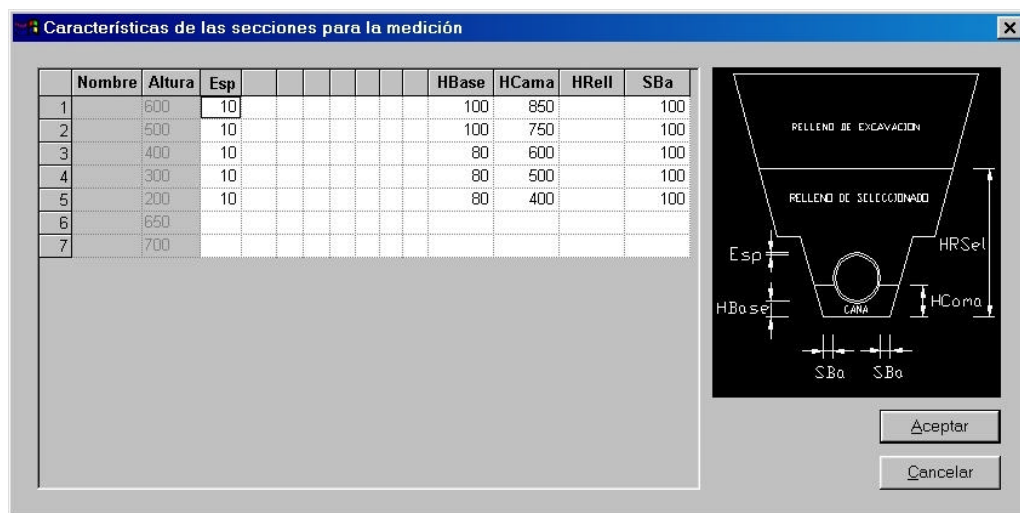 Características de las secciones para la medición
Nombre Altura Esp HBase HCama HRell SBa
1 600 10 100 850 100
2 500 10 100 750 100
3 400 10 80 600 100
4 300 10 80 500 100
5 200 10 80 400 100
6 650
7 700
RELLENO DE EXCAVACION
RELLENO DE SELECCIONADO
HRSel
Esp
HBase
HCama
CAMA
SBa SBa
Aceptar
Cancelar